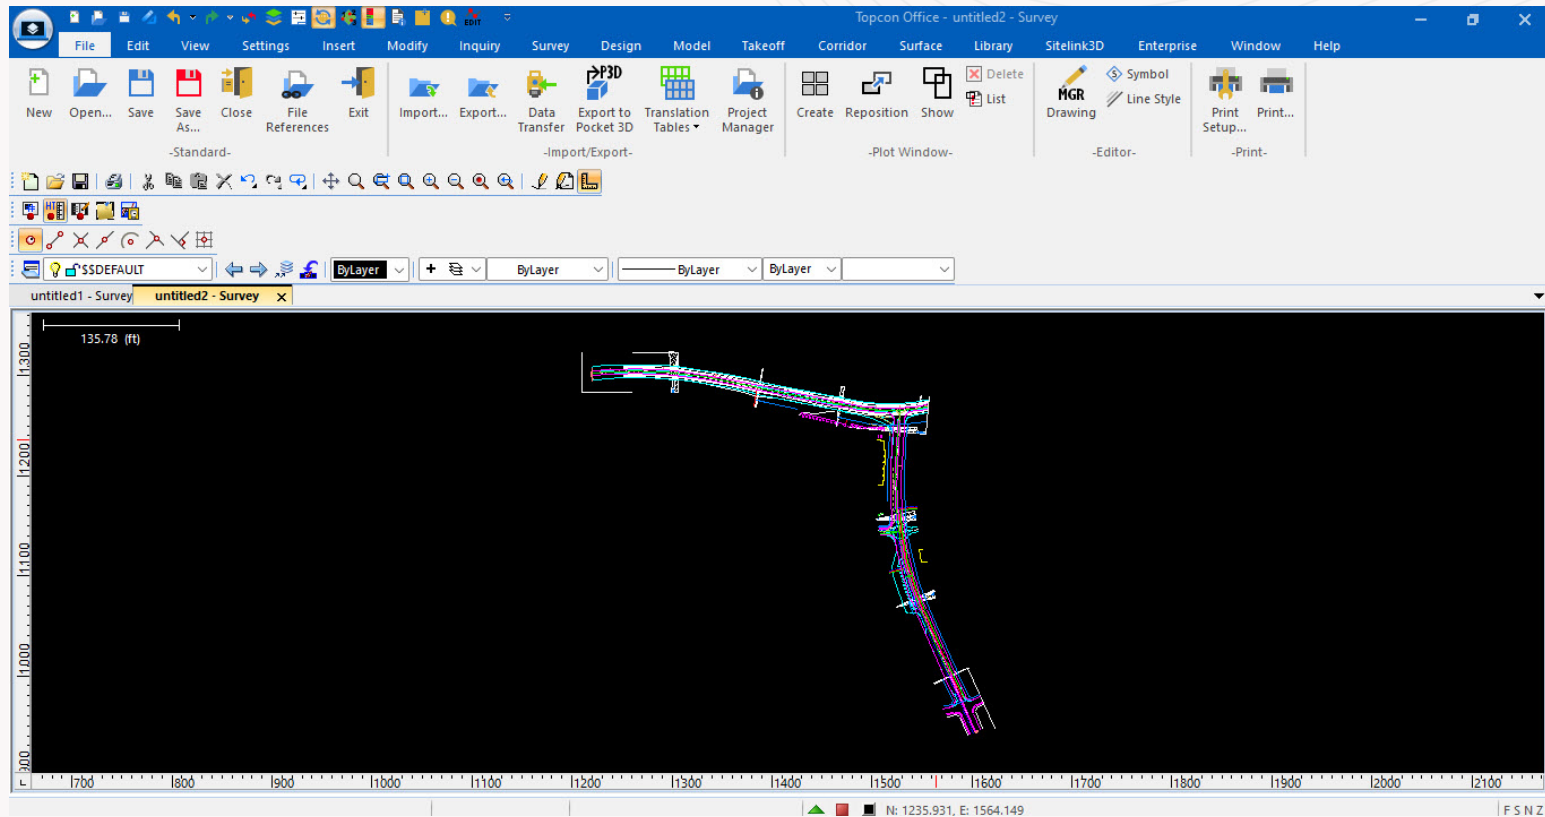 Topcon Office - untitled2 - Survey
File Edit View Settings Insert Modify Inquiry Survey Design Model Takeoff Corridor Surface Library Sitelink3D Enterprise Window Help
New Open... Save Save As... Close File References Exit Import... Export... Data Transfer Export to Pocket 3D Translation Tables Project Manager Create Reposition Show Delete List MGR Drawing Symbol Line Style Print Setup... Print...
-Standard- -Import/Export- -Plot Window- -Editor- -Print-
$$DEFAULT ByLayer ByLayer ByLayer ByLayer
untitled1 - Survey untitled2 - Survey
135.78 (ft)
1300
1200
1100
1000
900
700 800 900 1000 1100 1200 1300 1400 1500 1600 1700 1800 1900 2000 2100
N: 1235.931, E: 1564.149 F S N Z